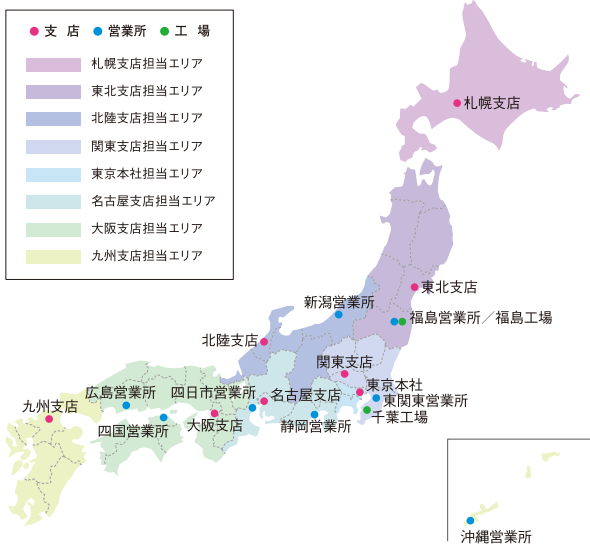 支店 営業所 工場
札幌支店担当エリア
東北支店担当エリア
北陸支店担当エリア
関東支店担当エリア
東京本社担当エリア
名古屋支店担当エリア
大阪支店担当エリア
九州支店担当エリア
札幌支店
東北支店
新潟営業所
福島営業所／福島工場
北陸支店
関東支店
東京本社
広島営業所
四日市営業所
名古屋支店
東関東営業所
九州支店
千葉工場
四国営業所
大阪支店
静岡営業所
沖縄営業所